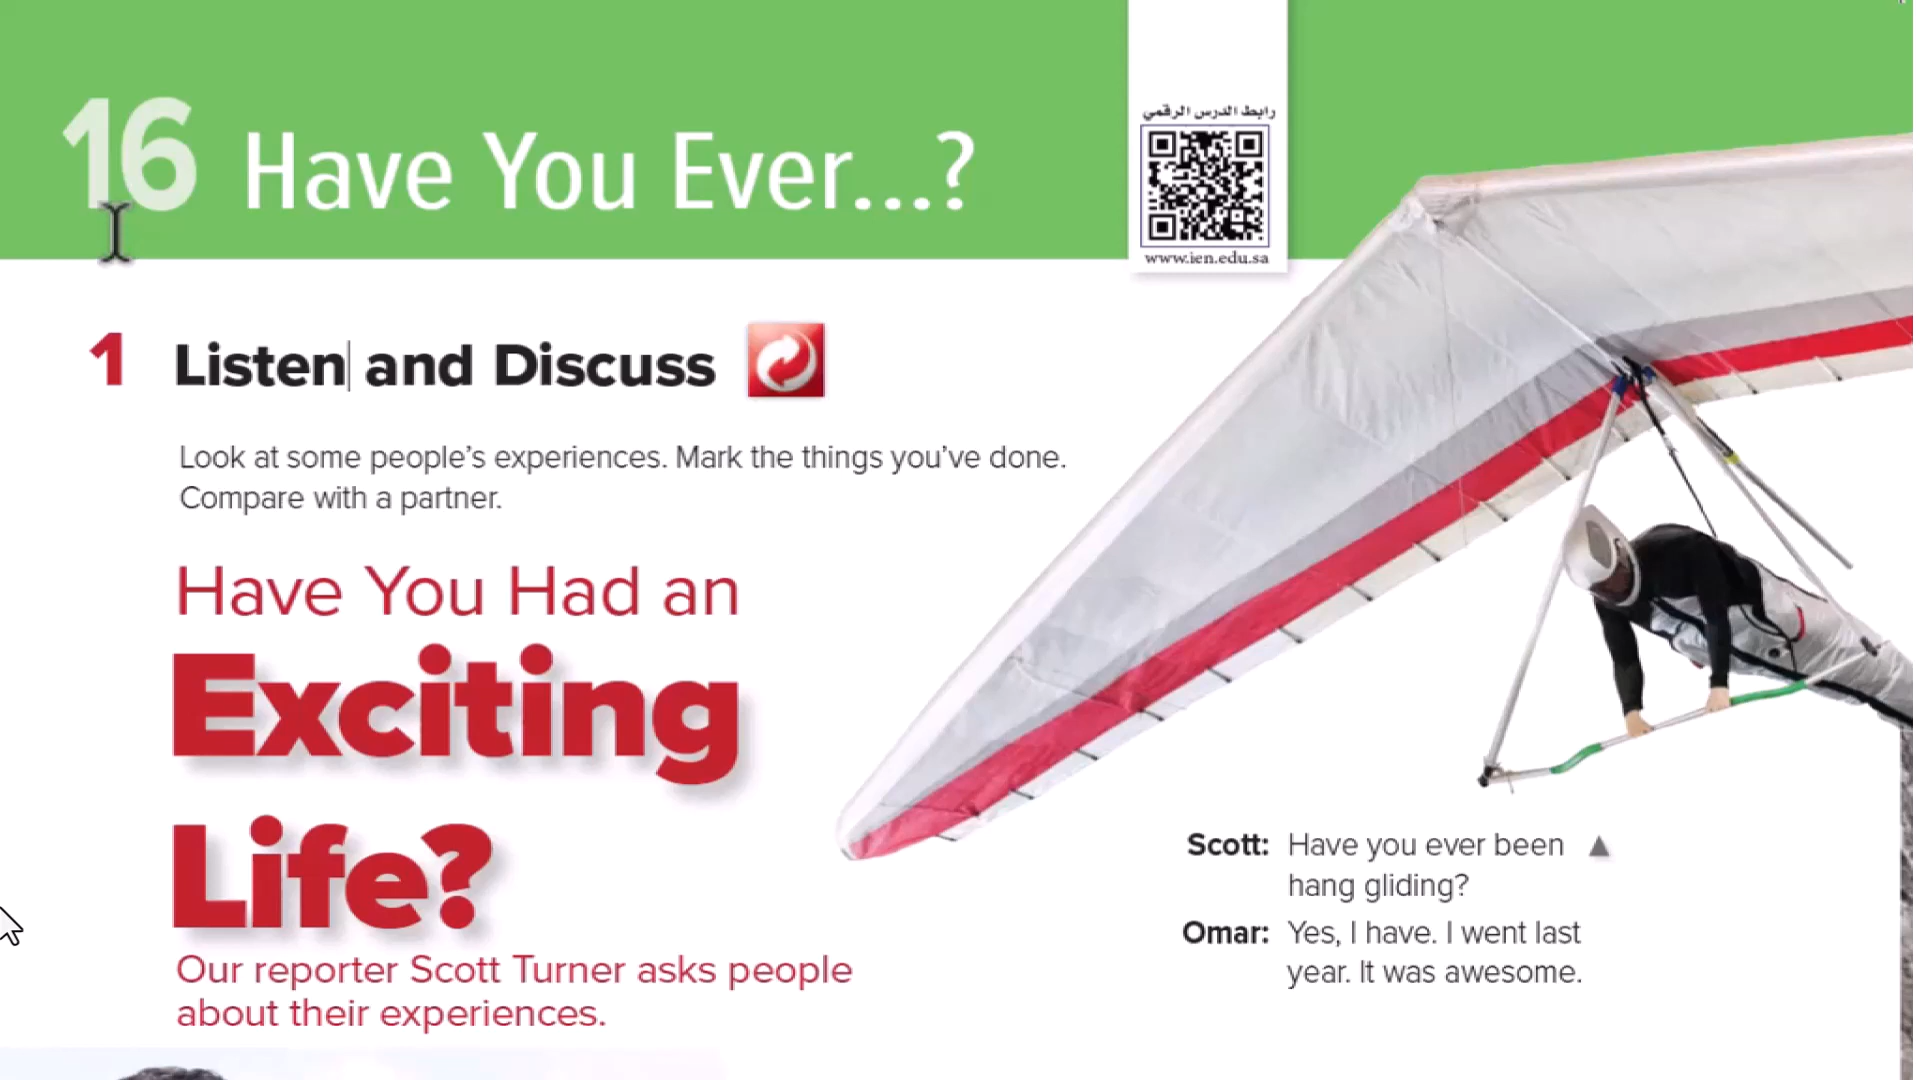 16 Have You Ever...?
رابط الدرس الرقمي
www.ien.edu.sa
1 Listen and Discuss
Look at some people's experiences. Mark the things you've done.
Compare with a partner.
Have You Had an
Exciting
Life?
Our reporter Scott Turner asks people
about their experiences.
Scott: Have you ever been
hang gliding?
Omar: Yes, I have. I went last
year. It was awesome.